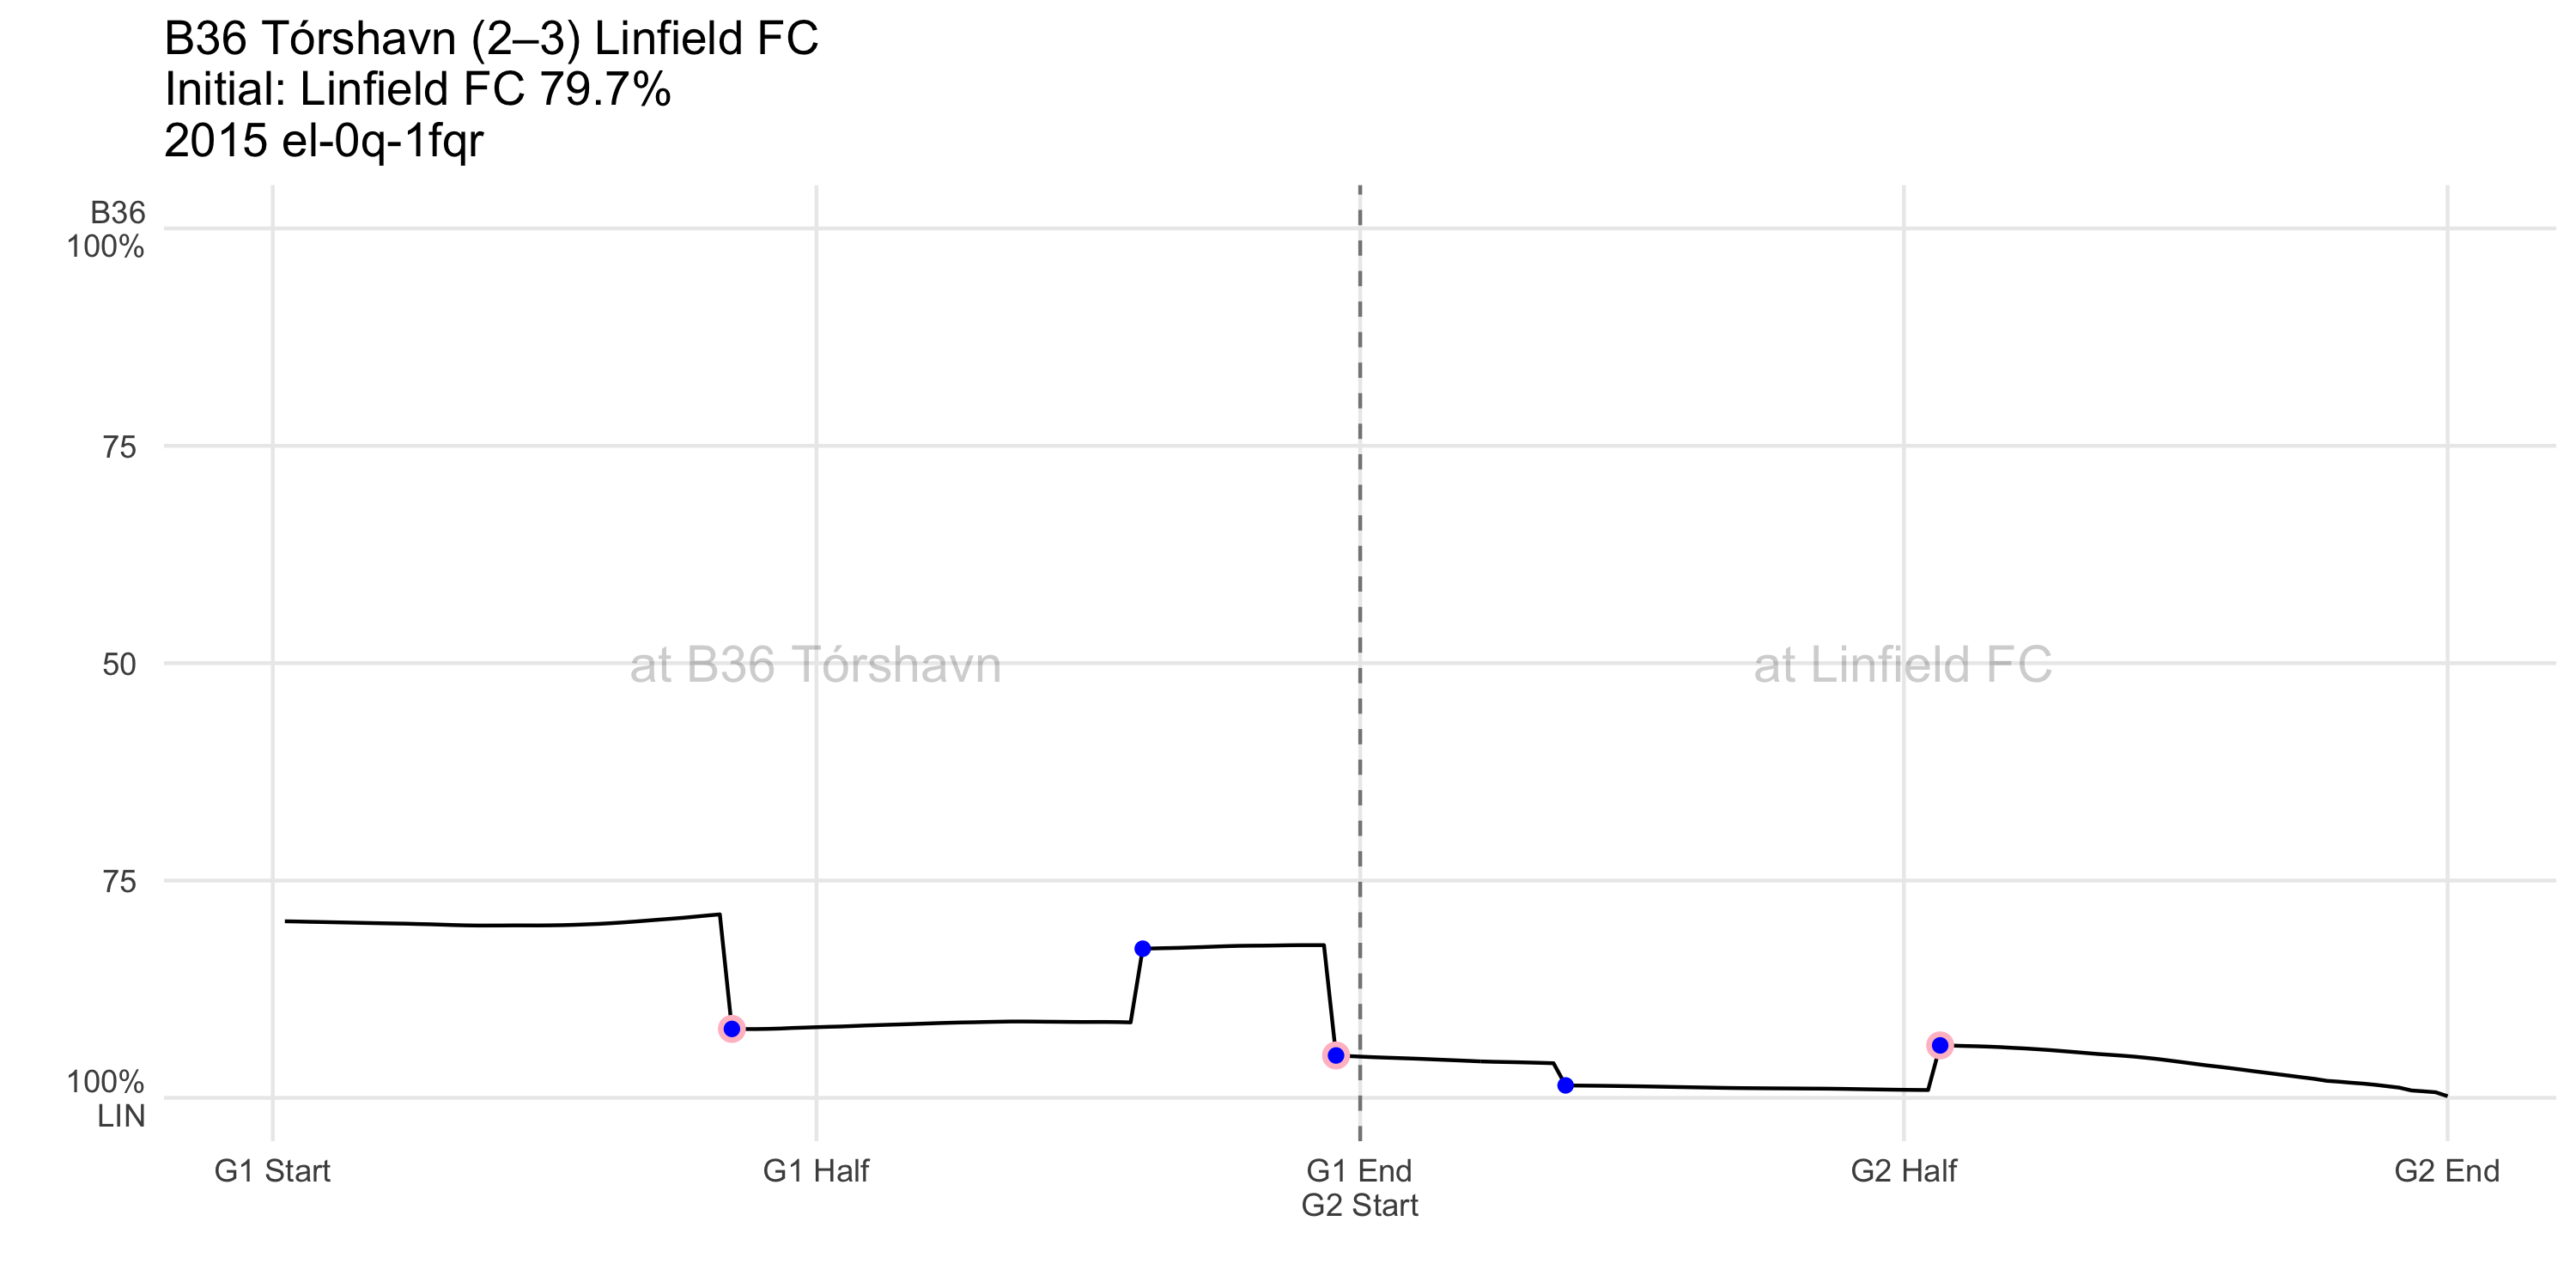 B36 Tórshavn (2–3) Linfield FC
Initial: Linfield FC 79.7%
2015 el-0q-1fqr
B36
100%
75
50
75
100%
LIN
at B36 Tórshavn
at Linfield FC
G1 Start
G1 Half
G1 End
G2 Start
G2 Half
G2 End